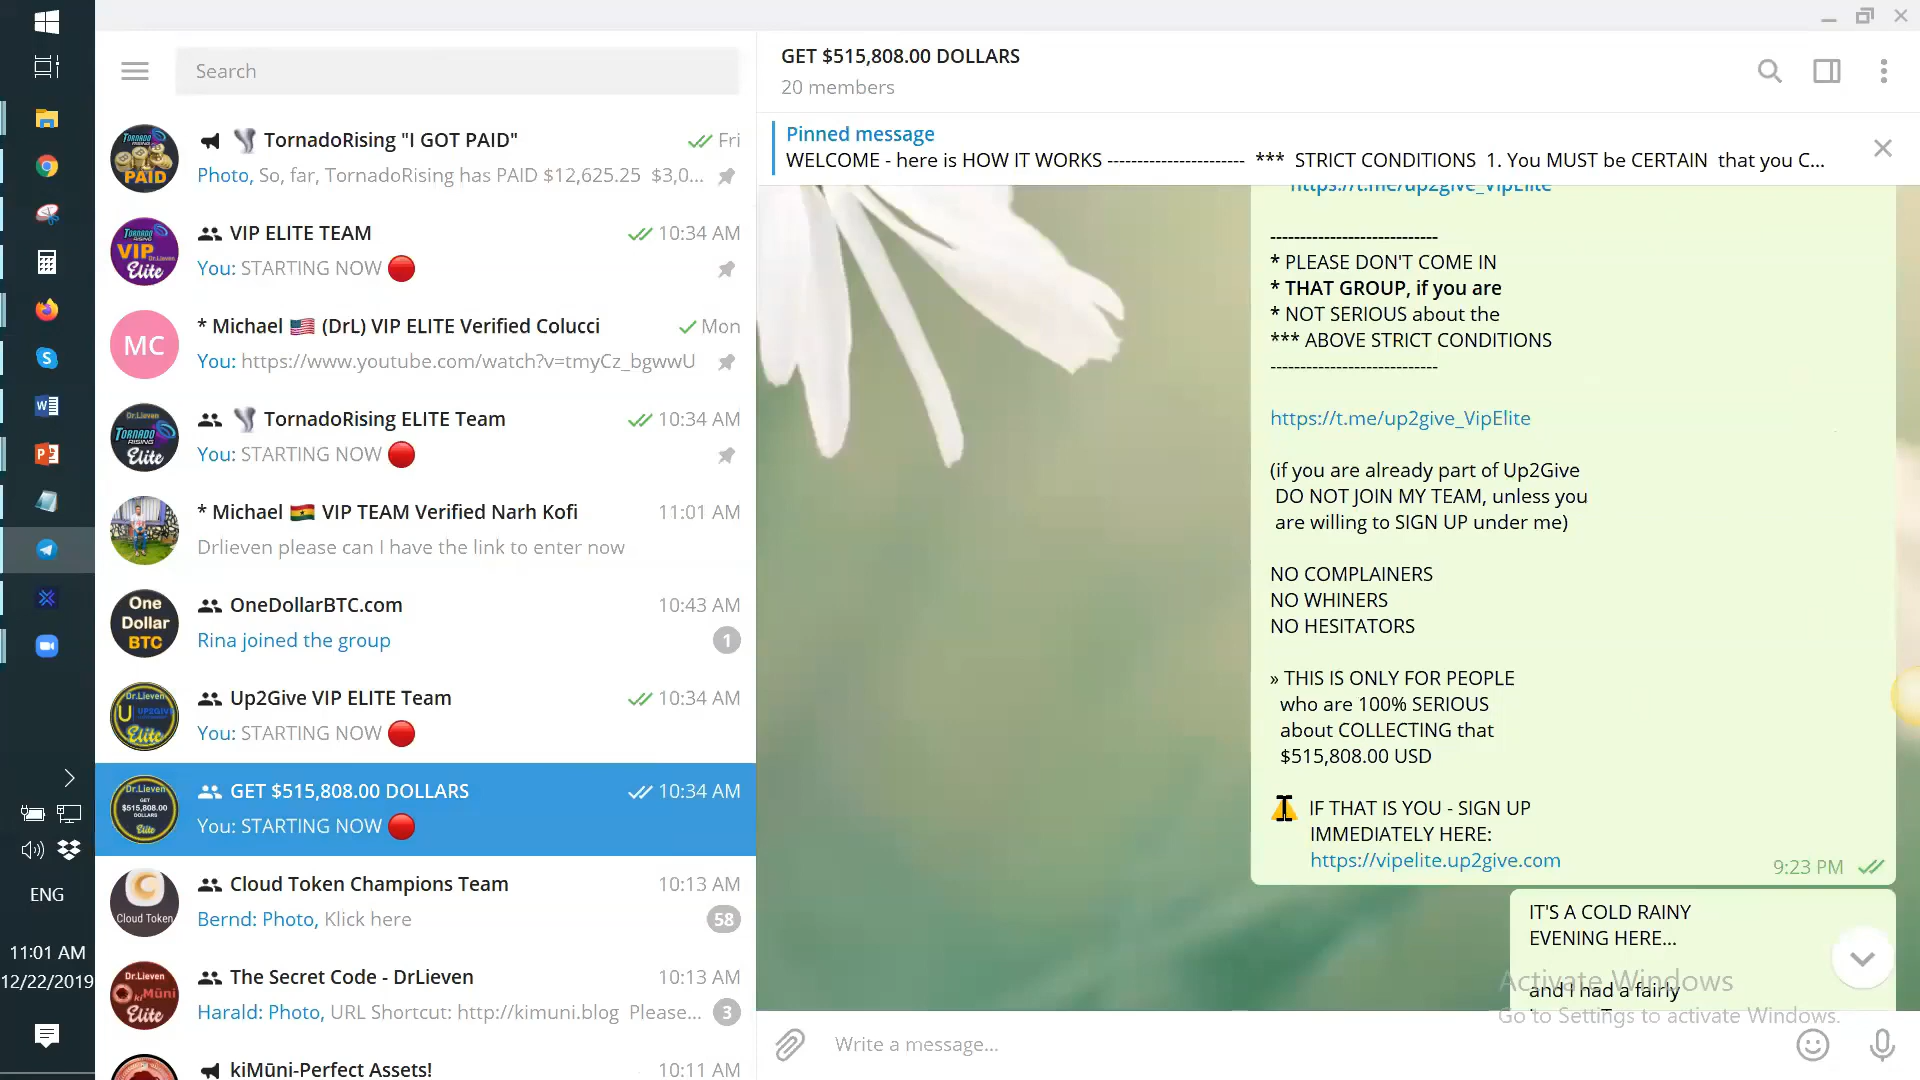 Search
TornadoRising "I GOT PAID"
Fri
Photo, So, far, TornadoRising has PAID $12,625.25 $3,0...
VIP ELITE TEAM
10:34 AM
You: STARTING NOW
MC
* Michael 🇺🇸 (DrL) VIP ELITE Verified Colucci
Mon
You: https://www.youtube.com/watch?v=tmyCz_bgwwU
TornadoRising ELITE Team
10:34 AM
You: STARTING NOW
* Michael 🇬🇭 VIP TEAM Verified Narh Kofi
11:01 AM
Drlieven please can I have the link to enter now
One
Dollar
BTC
OneDollarBTC.com
10:43 AM
Rina joined the group
1
Up2Give VIP ELITE Team
10:34 AM
You: STARTING NOW
GET $515,808.00 DOLLARS
10:34 AM
You: STARTING NOW
Cloud Token
Cloud Token Champions Team
10:13 AM
Bernd: Photo, Klick here
58
The Secret Code - DrLieven
10:13 AM
Harald: Photo, URL Shortcut: http://kimuni.blog Please...
3
kiMūni-Perfect Assets!
10:11 AM
ENG
11:01 AM
12/22/2019
GET $515,808.00 DOLLARS
20 members
Pinned message
WELCOME - here is HOW IT WORKS ----------------------- *** STRICT CONDITIONS 1. You MUST be CERTAIN that you C...
https://t.me/up2give_VipElite
----------------------------
* PLEASE DON'T COME IN
* THAT GROUP, if you are
* NOT SERIOUS about the
*** ABOVE STRICT CONDITIONS
----------------------------
https://t.me/up2give_VipElite
(if you are already part of Up2Give
DO NOT JOIN MY TEAM, unless you
are willing to SIGN UP under me)
NO COMPLAINERS
NO WHINERS
NO HESITATORS
» THIS IS ONLY FOR PEOPLE
who are 100% SERIOUS
about COLLECTING that
$515,808.00 USD
IF THAT IS YOU - SIGN UP
IMMEDIATELY HERE:
https://vipelite.up2give.com
9:23 PM
IT'S A COLD RAINY
EVENING HERE...
and I had a fairly
Activate Windows
Go to Settings to activate Windows.
Write a message...